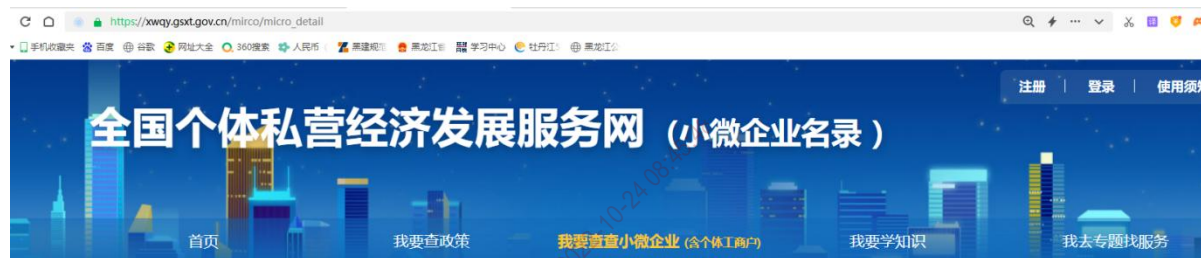 https://xwqy.gsxt.gov.cn/mirco/micro_detail
手机收藏夹 百度 谷歌 网址大全 360搜索 人民币 黑建规范 黑龙江省 学习中心 牡丹江 黑龙江公
注册 | 登录 | 使用须知
全国个体私营经济发展服务网（小微企业名录）
首页 我要查政策 我要查查小微企业 (含个体工商户) 我要学知识 我去专题找服务